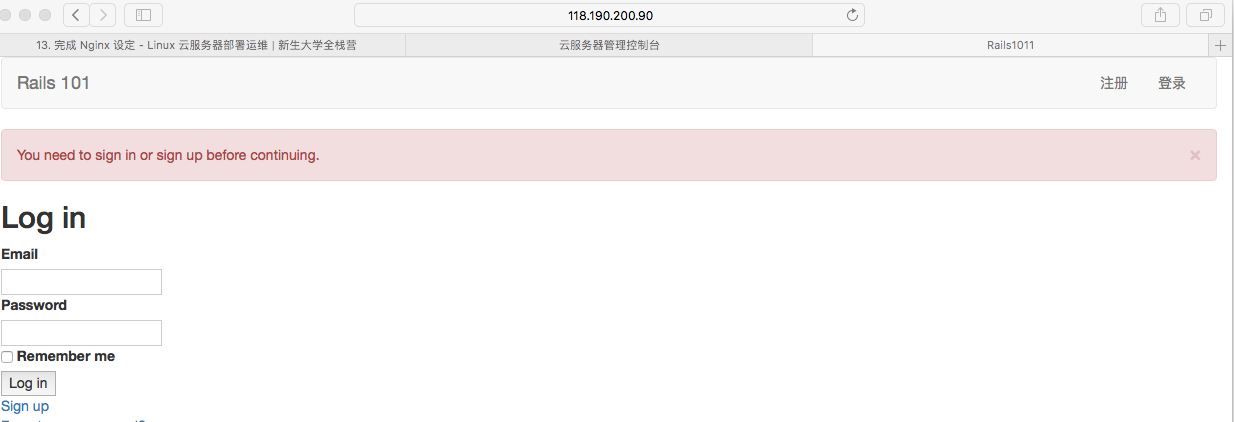 118.190.200.90
13. 完成 Nginx 设定 - Linux 云服务器部署运维 | 新生大学全栈营
云服务器管理控制台
Rails1011
Rails 101
注册
登录
You need to sign in or sign up before continuing.
×
Log in
Email
Password
Remember me
Log in
Sign up